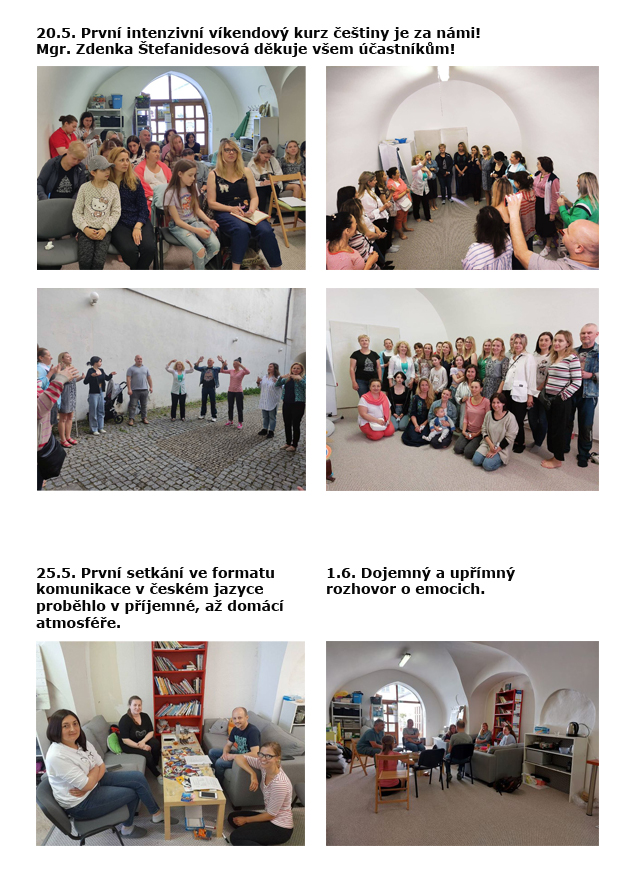 20.5. První intenzivní víkendový kurz češtiny je za námi!
Mgr. Zdenka Štefanidesová děkuje všem účastníkům!
25.5. První setkání ve formatu
komunikace v českém jazyce
proběhlo v příjemné, až domácí
atmosféře.
1.6. Dojemný a upřímný
rozhovor o emocich.